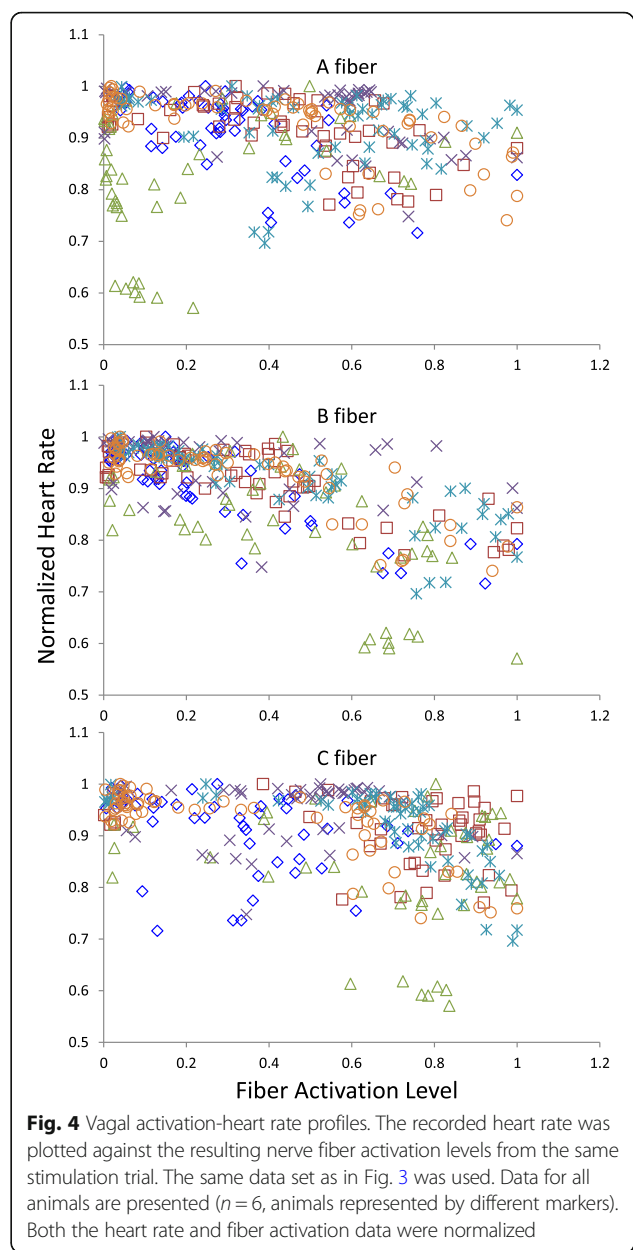 A fiber
1.1
1
0.9
0.8
0.7
0.6
0.5
0 0.2 0.4 0.6 0.8 1 1.2
B fiber
1.1
1
0.9
0.8
0.7
0.6
0.5
0 0.2 0.4 0.6 0.8 1 1.2
Normalized Heart Rate
C fiber
1.1
1
0.9
0.8
0.7
0.6
0.5
0 0.2 0.4 0.6 0.8 1 1.2
Fiber Activation Level
Fig. 4 Vagal activation-heart rate profiles. The recorded heart rate was
plotted against the resulting nerve fiber activation levels from the same
stimulation trial. The same data set as in Fig. 3 was used. Data for all
animals are presented (n = 6, animals represented by different markers).
Both the heart rate and fiber activation data were normalized